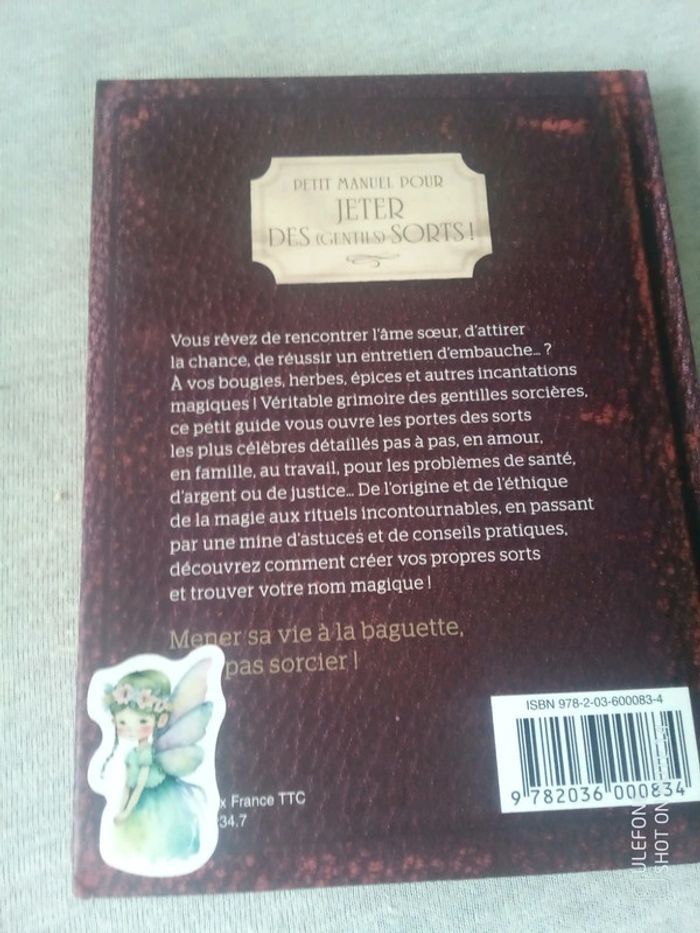 PETIT MANUEL POUR
JETER
DES (GENTILS) SORTS !
Vous rêvez de rencontrer l'âme sœur, d'attirer
la chance, de réussir un entretien d'embauche... ?
À vos bougies, herbes, épices et autres incantations
magiques ! Véritable grimoire des gentilles sorcières,
ce petit guide vous ouvre les portes des sorts
les plus célèbres détaillés pas à pas, en amour,
en famille, au travail, pour les problèmes de santé,
d'argent ou de justice... De l'origine et de l'éthique
de la magie aux rituels incontournables, en passant
par une mine d'astuces et de conseils pratiques,
découvrez comment créer vos propres sorts
et trouver votre nom magique !
Mener sa vie à la baguette,
pas sorcier !
ISBN 978-2-03-600083-4
9 782036 000834
x France TTC
34.7
ULEFON
SHOT ON